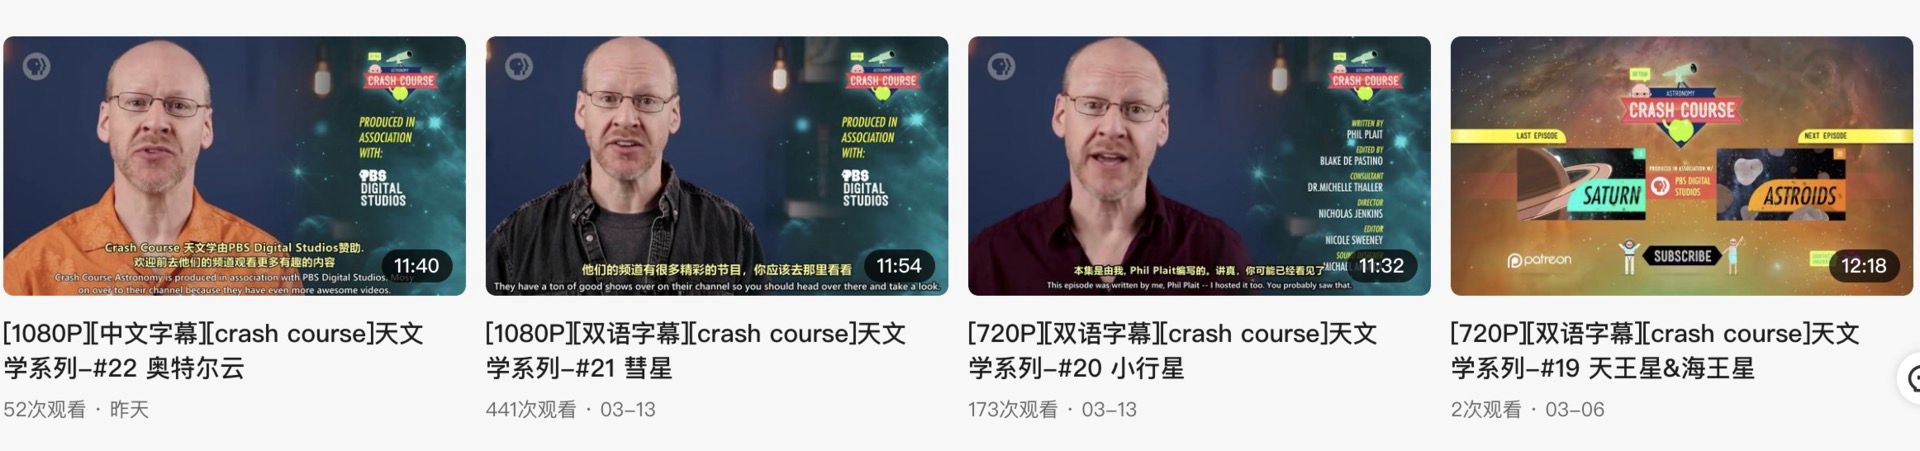 CRASH COURSE
PRODUCED IN
ASSOCIATION
WITH:
PBS
DIGITAL
STUDIOS
Crash Course 天文学由PBS Digital Studios赞助.
欢迎前去他们的频道观看更多有趣的内容
Crash Course Astronomy is produced in association with PBS Digital Studios. Mosy
on over to their channel because they have even more awesome videos.
11:40
[1080P][中文字幕][crash course]天文
学系列-#22 奥特尔云
52次观看 · 昨天
CRASH COURSE
PRODUCED IN
ASSOCIATION
WITH:
PBS
DIGITAL
STUDIOS
他们的频道有很多精彩的节目，你应该去那里看看
They have a ton of good shows over on their channel so you should head over there and take a look.
11:54
[1080P][双语字幕][crash course]天文
学系列-#21 彗星
441次观看 · 03-13
CRASH COURSE
WRITTEN BY
PHIL PLAIT
EDITED BY
BLAKE DE PASTINO
CONSULTANT
DR.MICHELLE THALLER
DIRECTOR
NICHOLAS JENKINS
EDITOR
NICOLE SWEENEY
本集是由我, Phil Plait编写的。讲真，你可能已经看见了
This episode was written by me, Phil Plait -- I hosted it too. You probably saw that.
11:32
[720P][双语字幕][crash course]天文
学系列-#20 小行星
173次观看 · 03-13
ASTRONOMY
CRASH COURSE
LAST EPISODE
NEXT EPISODE
SATURN
PRODUCED IN ASSOCIATION W/
PBS DIGITAL
STUDIOS
ASTROIDS
patreon
SUBSCRIBE
12:18
[720P][双语字幕][crash course]天文
学系列-#19 天王星&海王星
2次观看 · 03-06